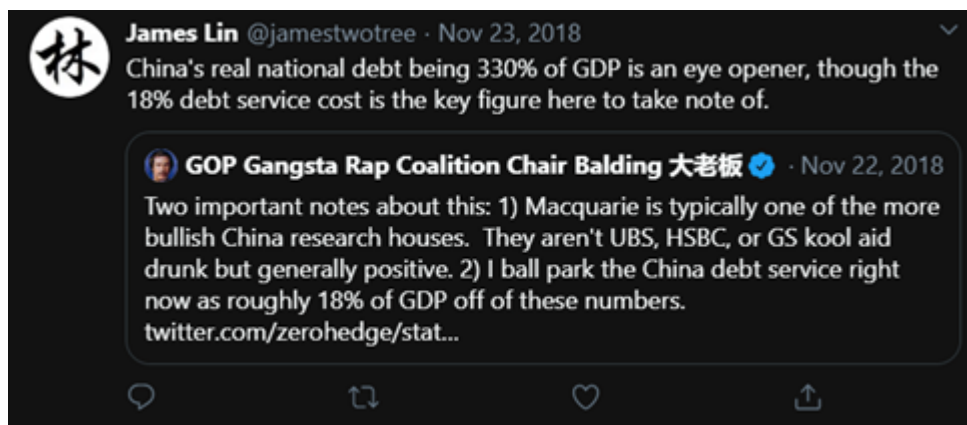 林
James Lin @jamestwotree · Nov 23, 2018
China's real national debt being 330% of GDP is an eye opener, though the
18% debt service cost is the key figure here to take note of.
GOP Gangsta Rap Coalition Chair Balding 大老板 · Nov 22, 2018
Two important notes about this: 1) Macquarie is typically one of the more
bullish China research houses. They aren't UBS, HSBC, or GS kool aid
drunk but generally positive. 2) I ball park the China debt service right
now as roughly 18% of GDP off of these numbers.
twitter.com/zerohedge/stat...